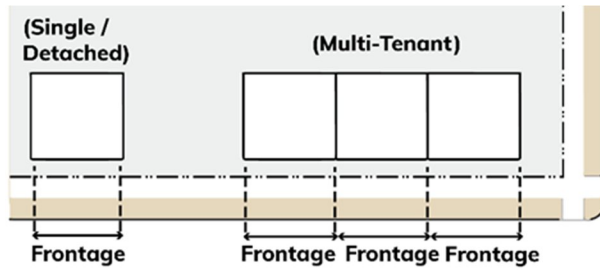 (Single /
Detached)
(Multi-Tenant)
Frontage
Frontage Frontage Frontage